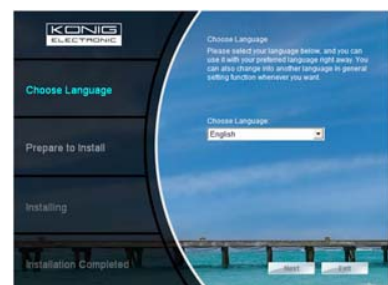 KÖNIG
ELECTRONIC
Choose Language
Prepare to Install
Installing
Installation Completed
Choose Language
Please select your language below, and you can
use it with your preferred language right away. You
can also change into another language in general
setting function whenever you want.
Choose Language:
English
Next
Exit